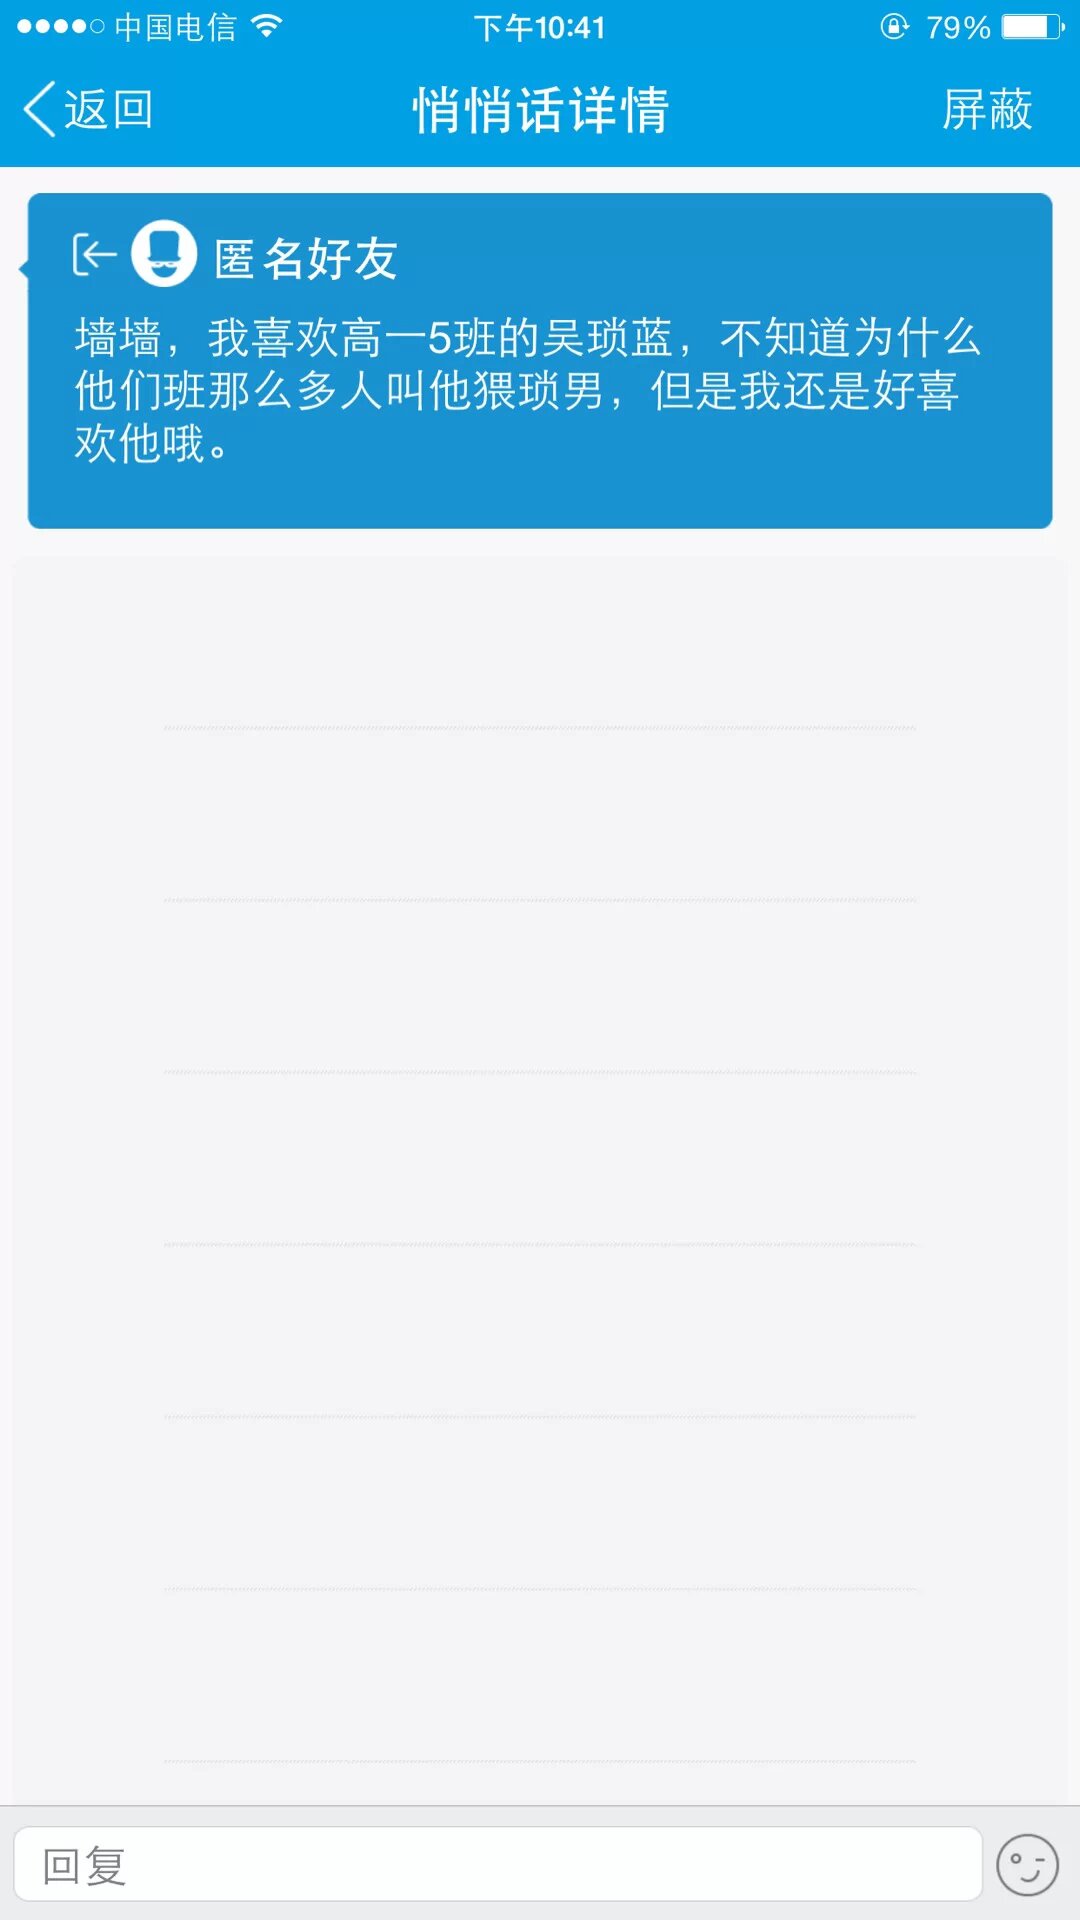 中国电信 下午10:41 79%
返回 悄悄话详情 屏蔽
匿名好友
墙墙，我喜欢高一5班的吴琐蓝，不知道为什么
他们班那么多人叫他猥琐男，但是我还是好喜
欢他哦。
回复